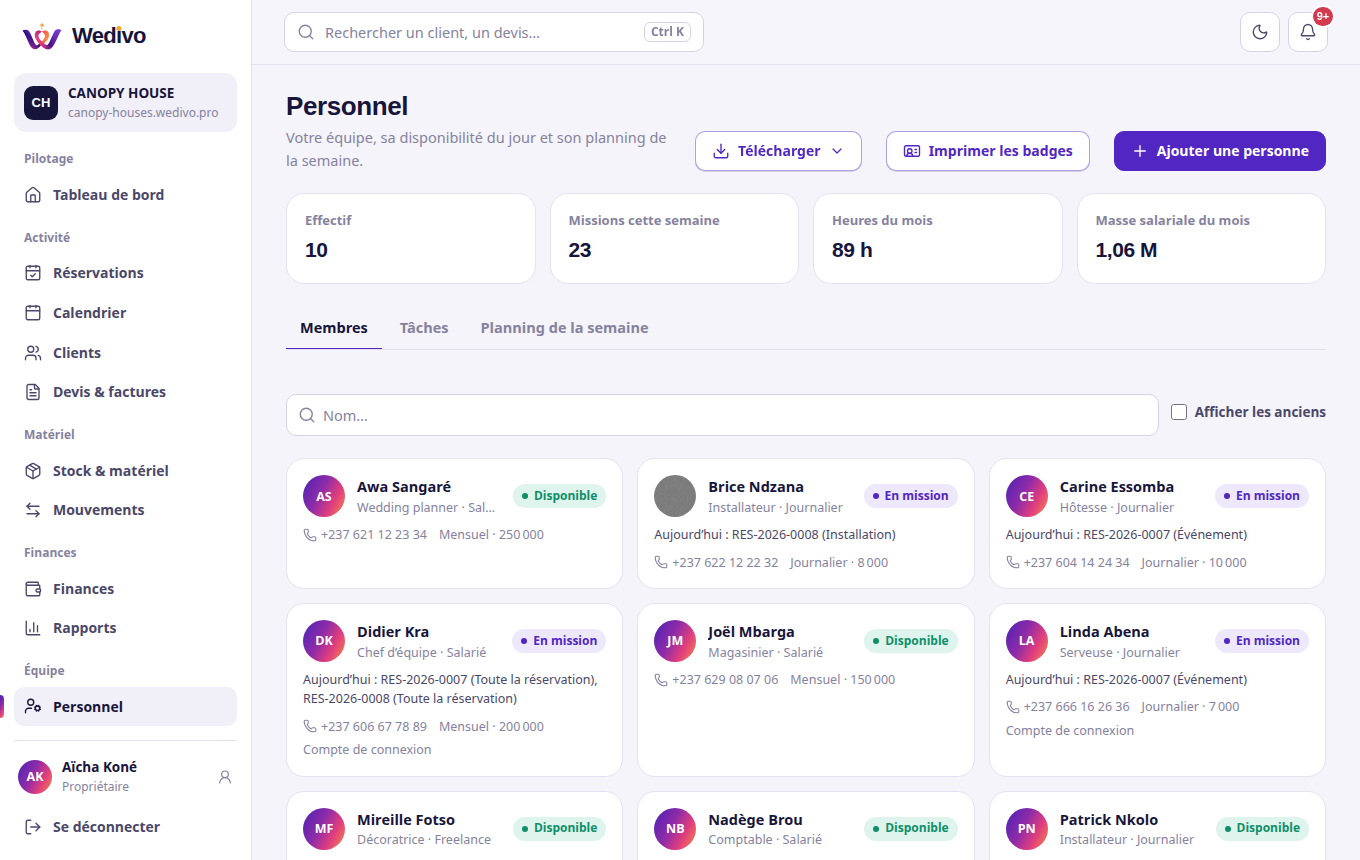 Wedivo
Rechercher un client, un devis...
Ctrl K
9+
CH
CANOPY HOUSE
canopy-houses.wedivo.pro
Pilotage
Tableau de bord
Activité
Réservations
Calendrier
Clients
Devis & factures
Matériel
Stock & matériel
Mouvements
Finances
Finances
Rapports
Équipe
Personnel
AK
Aïcha Koné
Propriétaire
Se déconnecter
Personnel
Votre équipe, sa disponibilité du jour et son planning de
la semaine.
Télécharger
Imprimer les badges
Ajouter une personne
Effectif
10
Missions cette semaine
23
Heures du mois
89 h
Masse salariale du mois
1,06 M
Membres
Tâches
Planning de la semaine
Nom...
Afficher les anciens
AS
Awa Sangaré
Wedding planner · Sal...
Disponible
+237 621 12 23 34 Mensuel · 250 000
Brice Ndzana
Installateur · Journalier
En mission
Aujourd'hui : RES-2026-0008 (Installation)
+237 622 12 22 32 Journalier · 8 000
CE
Carine Essomba
Hôtesse · Journalier
En mission
Aujourd'hui : RES-2026-0007 (Événement)
+237 604 14 24 34 Journalier · 10 000
DK
Didier Kra
Chef d'équipe · Salarié
En mission
Aujourd'hui : RES-2026-0007 (Toute la réservation),
RES-2026-0008 (Toute la réservation)
+237 606 67 78 89 Mensuel · 200 000
Compte de connexion
JM
Joël Mbarga
Magasinier · Salarié
Disponible
+237 629 08 07 06 Mensuel · 150 000
LA
Linda Abena
Serveuse · Journalier
En mission
Aujourd'hui : RES-2026-0007 (Événement)
+237 666 16 26 36 Journalier · 7 000
Compte de connexion
MF
Mireille Fotso
Décoratrice · Freelance
Disponible
NB
Nadège Brou
Comptable · Salarié
Disponible
PN
Patrick Nkolo
Installateur · Journalier
Disponible